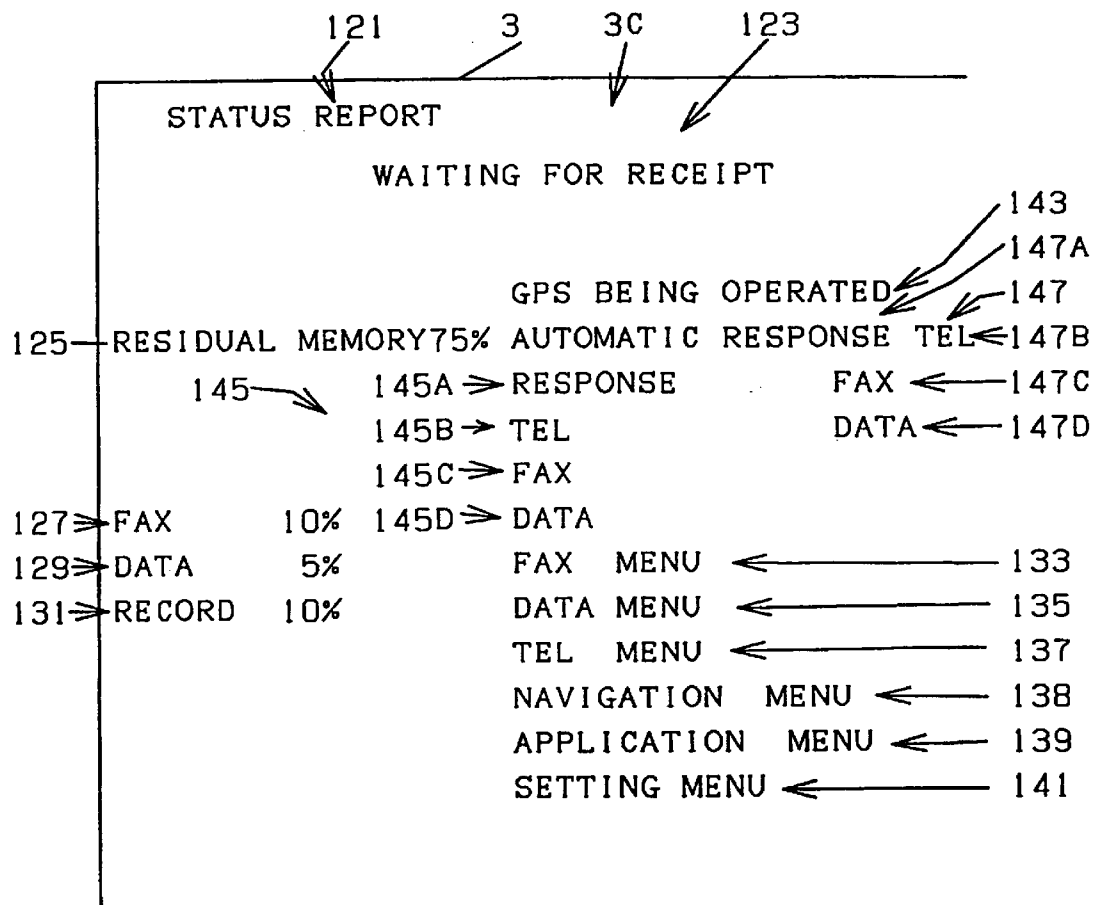 121 3 3C 123
STATUS REPORT
WAITING FOR RECEIPT
143
147A
GPS BEING OPERATED 147
125 RESIDUAL MEMORY 75% AUTOMATIC RESPONSE TEL 147B
145 145A RESPONSE FAX 147C
145B TEL DATA 147D
145C FAX
127 FAX 10% 145D DATA
129 DATA 5% FAX MENU 133
131 RECORD 10% DATA MENU 135
TEL MENU 137
NAVIGATION MENU 138
APPLICATION MENU 139
SETTING MENU 141